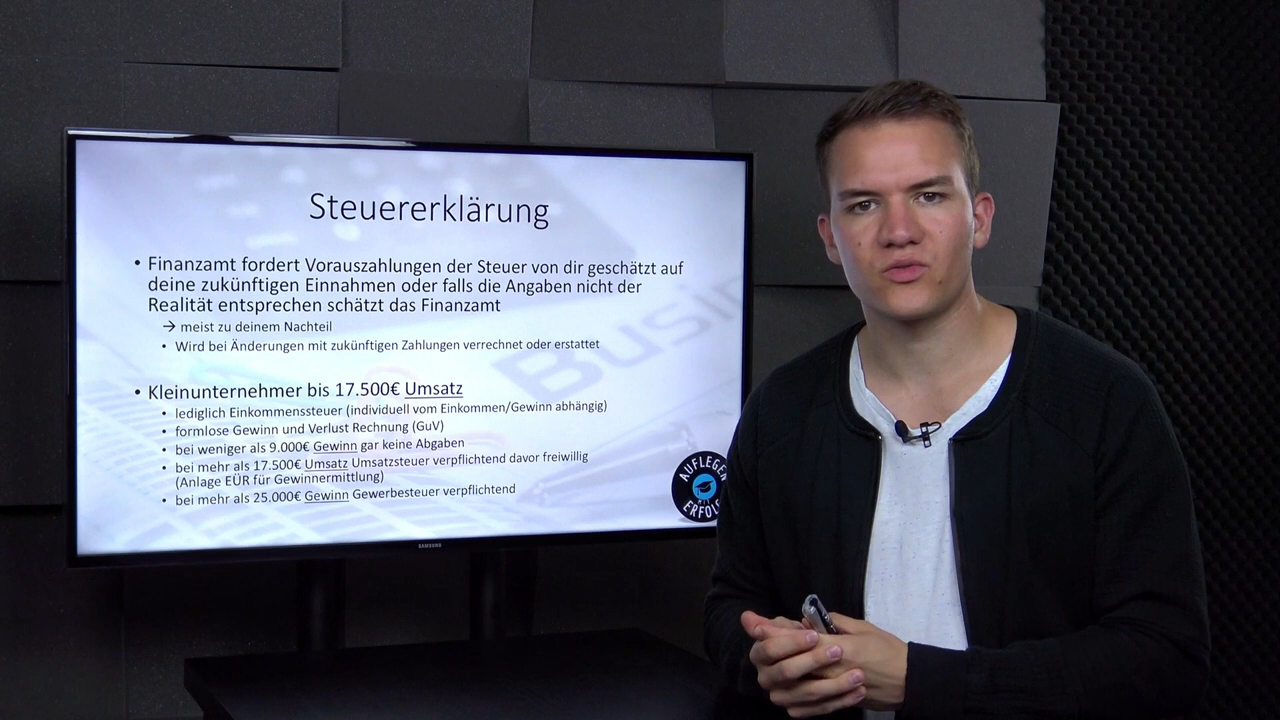 Steuererklärung
• Finanzamt fordert Vorauszahlungen der Steuer von dir geschätzt auf
deine zukünftigen Einnahmen oder falls die Angaben nicht der
Realität entsprechen schätzt das Finanzamt
→ meist zu deinem Nachteil
• Wird bei Änderungen mit zukünftigen Zahlungen verrechnet oder erstattet
• Kleinunternehmer bis 17.500€ Umsatz
• lediglich Einkommenssteuer (individuell vom Einkommen/Gewinn abhängig)
• formlose Gewinn und Verlust Rechnung (GuV)
• bei weniger als 9.000€ Gewinn gar keine Abgaben
• bei mehr als 17.500€ Umsatz Umsatzsteuer verpflichtend davor freiwillig
(Anlage EÜR für Gewinnermittlung)
• bei mehr als 25.000€ Gewinn Gewerbesteuer verpflichtend
Busin
AUFLEGEN
MIT
ERFOLG
SAMSUNG